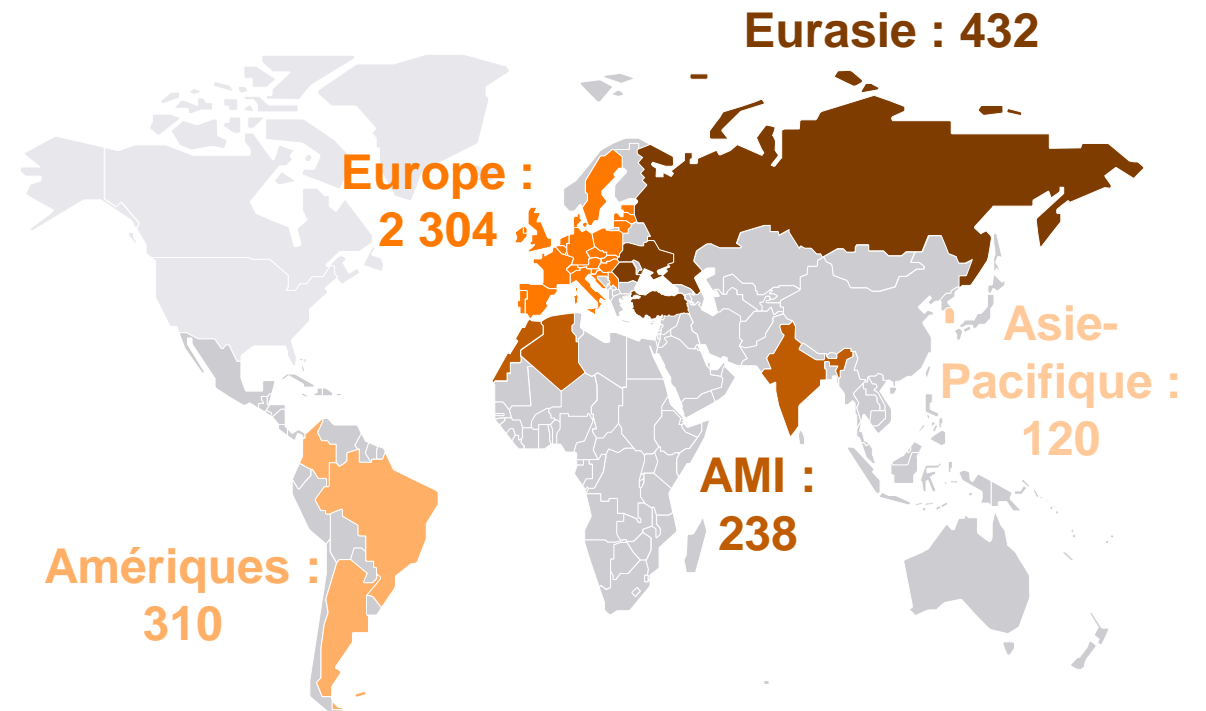 Eurasie : 432
Europe :
2 304
Asie-
Pacifique :
120
AMI :
238
Amériques :
310